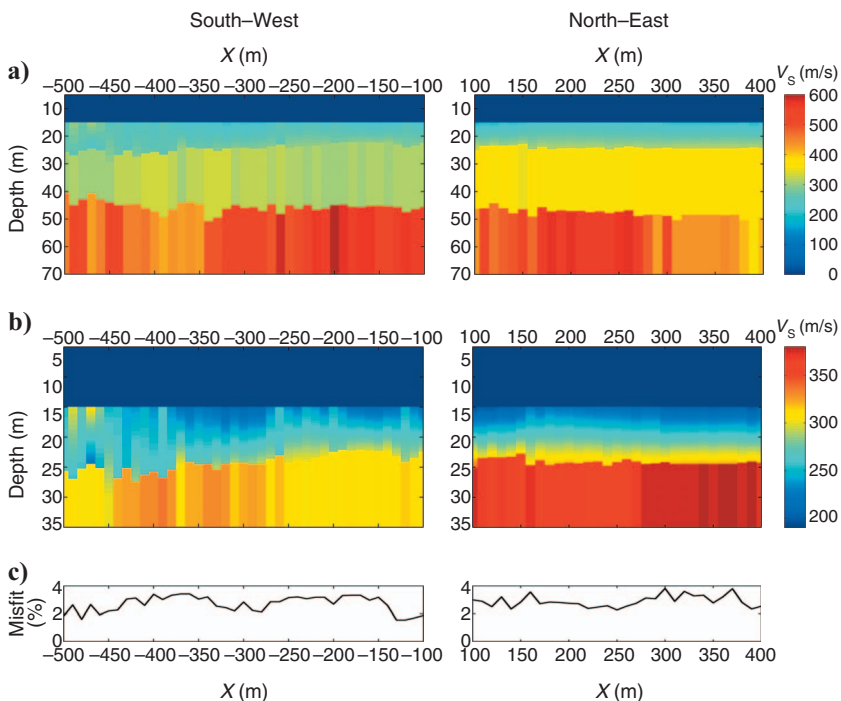 South–West North–East
X (m) X (m)
a) –500 –450 –400 –350 –300 –250 –200 –150 –100 100 150 200 250 300 350 400 V_S (m/s)
10 10 600
20 20 500
30 30 400
Depth (m) 40 40 300
50 50 200
60 60 100
70 70 0
b) –500 –450 –400 –350 –300 –250 –200 –150 –100 100 150 200 250 300 350 400 V_S (m/s)
5 5
10 10 350
15 15
Depth (m) 20 20 300
25 25 250
30 30
35 35 200
c)
Misfit (%)
4 4
2 2
0 0
–500 –450 –400 –350 –300 –250 –200 –150 –100 100 150 200 250 300 350 400
X (m) X (m)